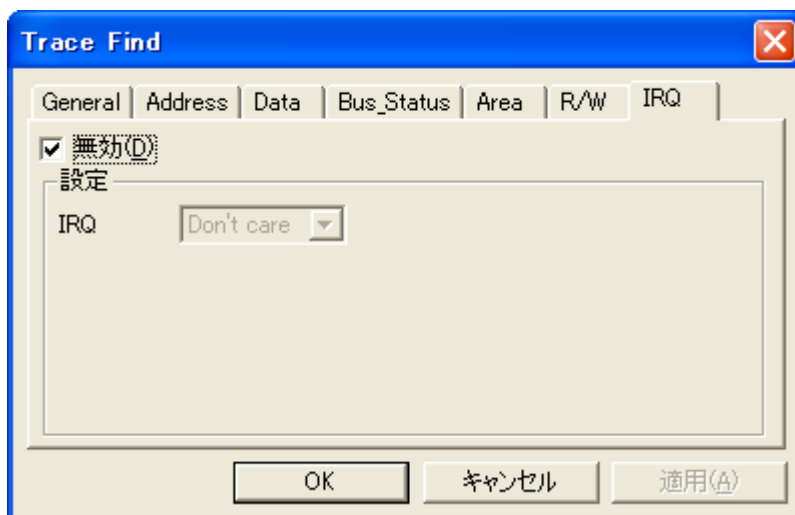 Trace Find
General Address Data Bus_Status Area R/W IRQ
無効(D)
設定
IRQ Don't care
OK キャンセル 適用(A)